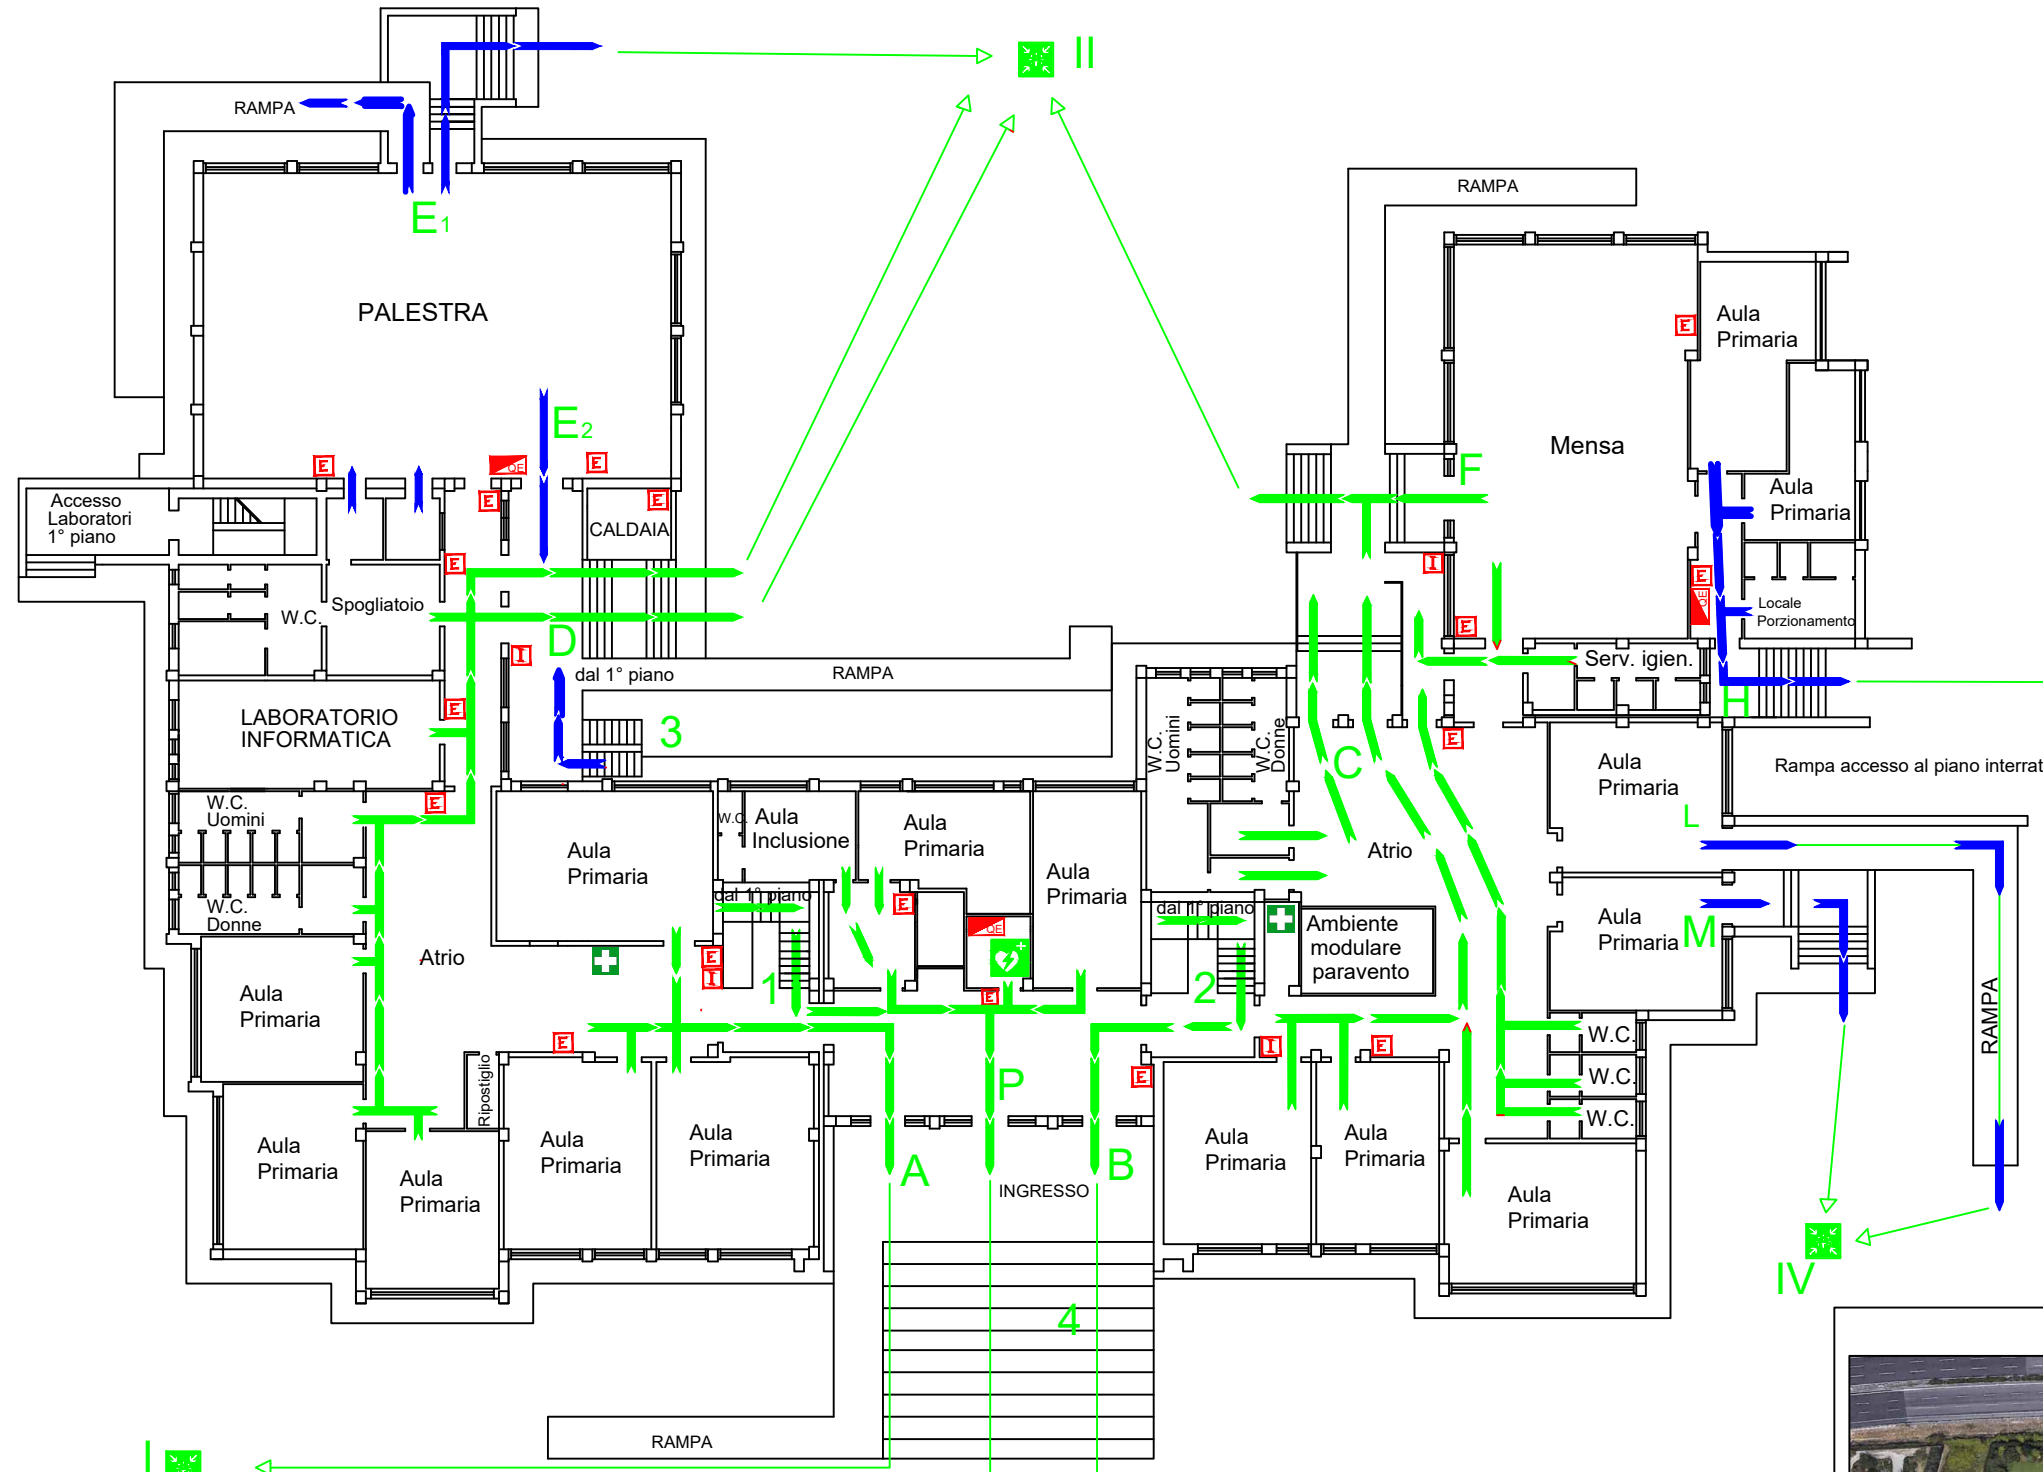 II
RAMPA
E1
RAMPA
PALESTRA
Aula
Primaria
E
E2
Mensa
F
E
QE
E
E
E
Accesso
Laboratori
1° piano
CALDAIA
Aula
Primaria
E
I
E
QE
Spogliatoio
W.C.
Locale
Porzionamento
E
D
I
dal 1° piano
RAMPA
Serv. igien.
H
E
LABORATORIO
INFORMATICA
3
W.C.
Uomini
W.C.
Donne
C
E
Aula
Primaria
Rampa accesso al piano interrat
W.C.
Uomini
E
W.C.
Aula
Inclusione
Aula
Primaria
L
Aula
Primaria
Atrio
Aula
Primaria
dal 1° piano
E
dal 1° piano
W.C.
Donne
QE
Ambiente
modulare
paravento
Aula
Primaria
M
Atrio
E
I
1
2
Aula
Primaria
E
RAMPA
E
I
E
W.C.
Ripostiglio
P
E
W.C.
W.C.
Aula
Primaria
Aula
Primaria
Aula
Primaria
Aula
Primaria
Aula
Primaria
Aula
Primaria
A
B
INGRESSO
Aula
Primaria
IV
4
RAMPA
I